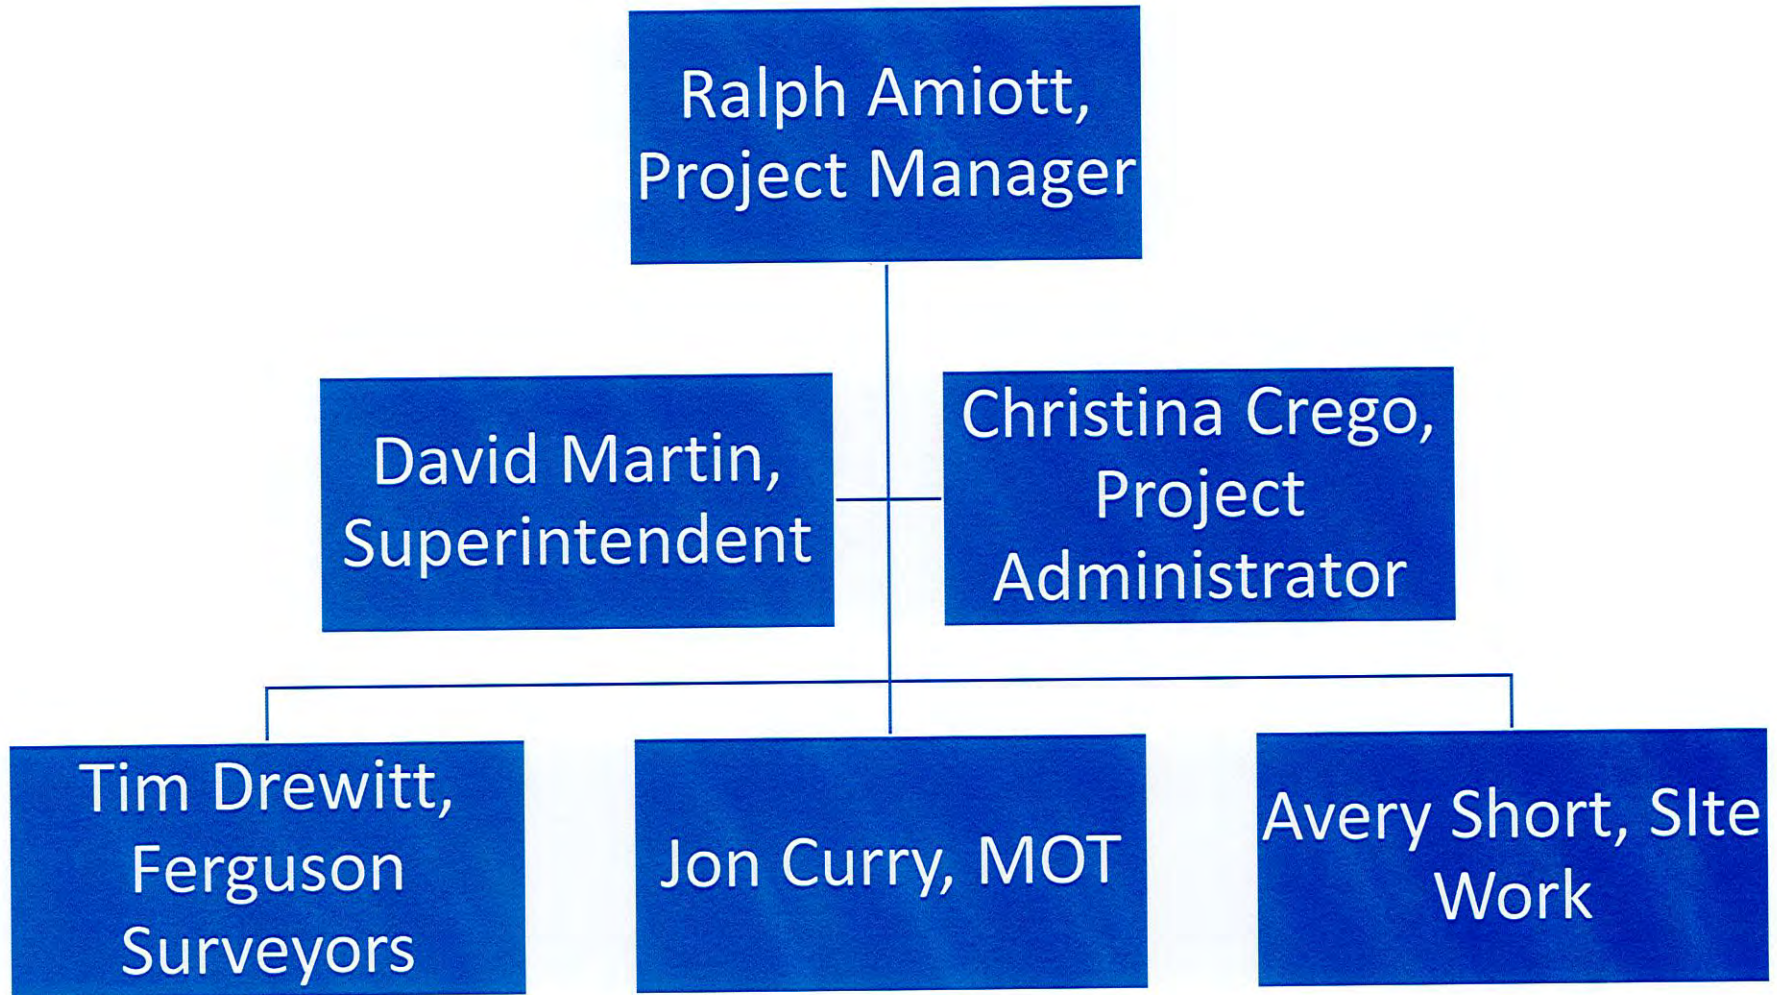 Ralph Amiott,
Project Manager
David Martin,
Superintendent
Christina Crego,
Project
Administrator
Tim Drewitt,
Ferguson
Surveyors
Jon Curry, MOT
Avery Short, SIte
Work